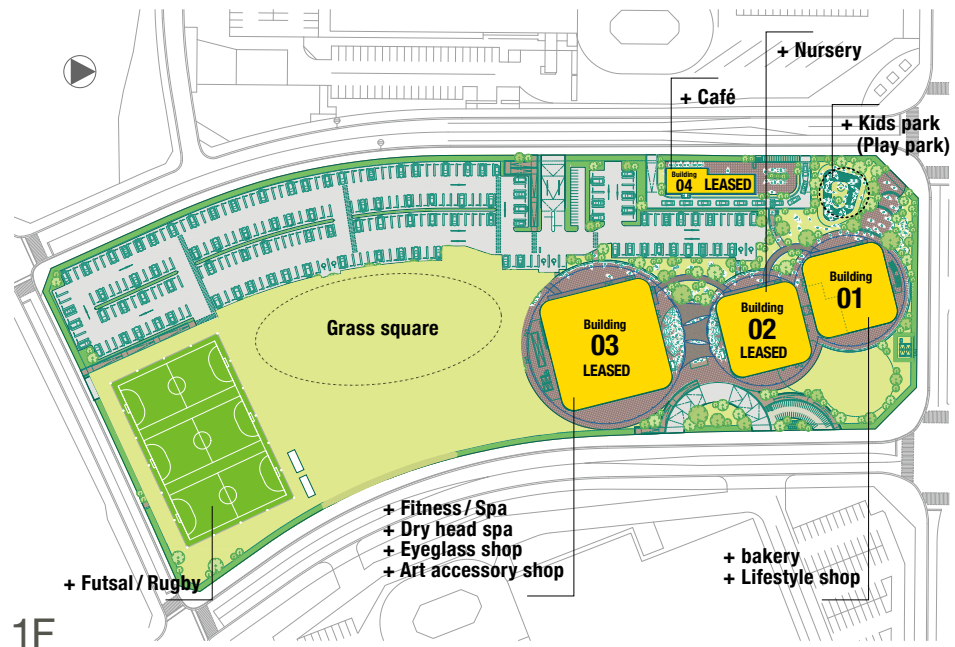 + Nursery
+ Café
+ Kids park
(Play park)
Building
04 LEASED
Building
01
Building
02
LEASED
Building
03
LEASED
Grass square
+ Fitness / Spa
+ Dry head spa
+ Eyeglass shop
+ Art accessory shop
+ bakery
+ Lifestyle shop
+ Futsal / Rugby
1F